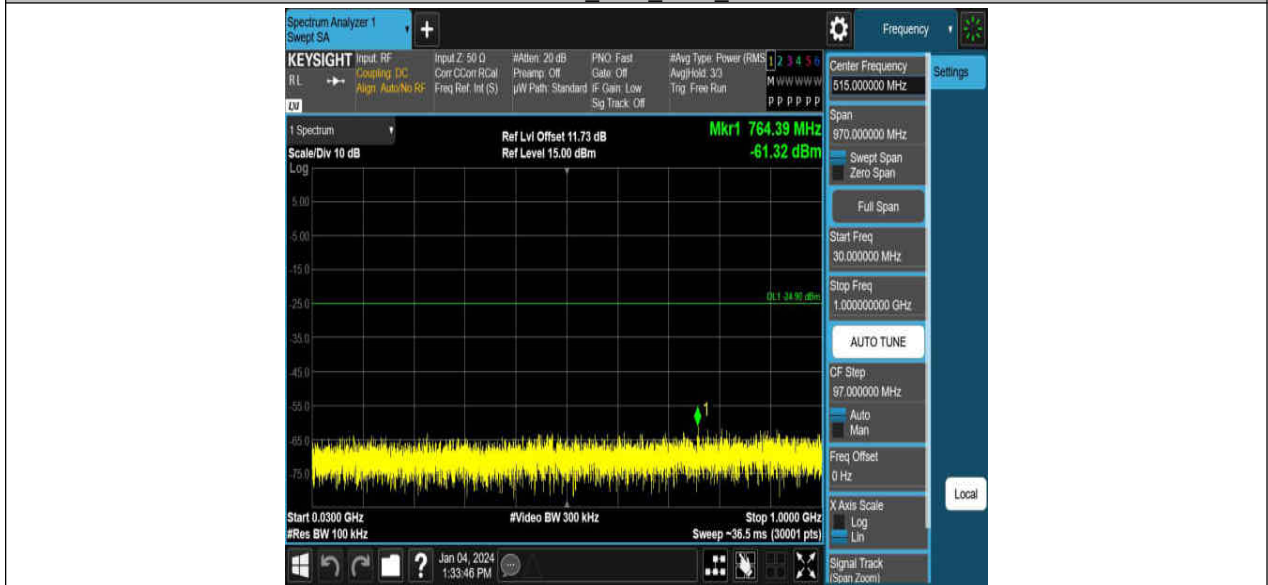 Spectrum Analyzer 1
Swept SA
+
Frequency
KEYSIGHT
RL
Input: RF
Coupling: DC
Align: Auto/No RF
Input Z: 50 Ω
Corr CCorr RCal
Freq Ref: Int (S)
#Atten: 20 dB
Preamp: Off
µW Path: Standard
PNO: Fast
Gate: Off
IF Gain: Low
Sig Track: Off
#Avg Type: Power (RMS
Avg|Hold: 3/3
Trig: Free Run
1 2 3 4 5 6
M W W W W W
P P P P P P
1 Spectrum
Scale/Div 10 dB
Log
Ref Lvl Offset 11.73 dB
Ref Level 15.00 dBm
Mkr1 764.39 MHz
-61.32 dBm
5.00
-5.00
-15.0
-25.0
DL1 -24.90 dBm
-35.0
-45.0
-55.0
1
-65.0
-75.0
Start 0.0300 GHz
#Res BW 100 kHz
#Video BW 300 kHz
Stop 1.0000 GHz
Sweep ~36.5 ms (30001 pts)
Jan 04, 2024
1:33:46 PM
Center Frequency
515.000000 MHz
Settings
Span
970.000000 MHz
Swept Span
Zero Span
Full Span
Start Freq
30.000000 MHz
Stop Freq
1.000000000 GHz
AUTO TUNE
CF Step
97.000000 MHz
Auto
Man
Freq Offset
0 Hz
X Axis Scale
Log
Lin
Local
Signal Track
(Span Zoom)